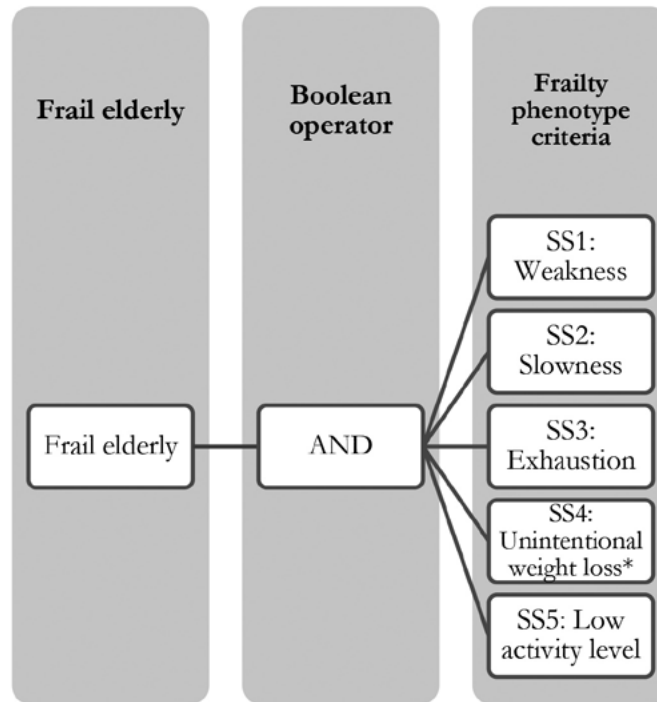 Frail elderly
Boolean
operator
Frailty
phenotype
criteria
Frail elderly
AND
SS1:
Weakness
SS2:
Slowness
SS3:
Exhaustion
SS4:
Unintentional
weight loss*
SS5: Low
activity level